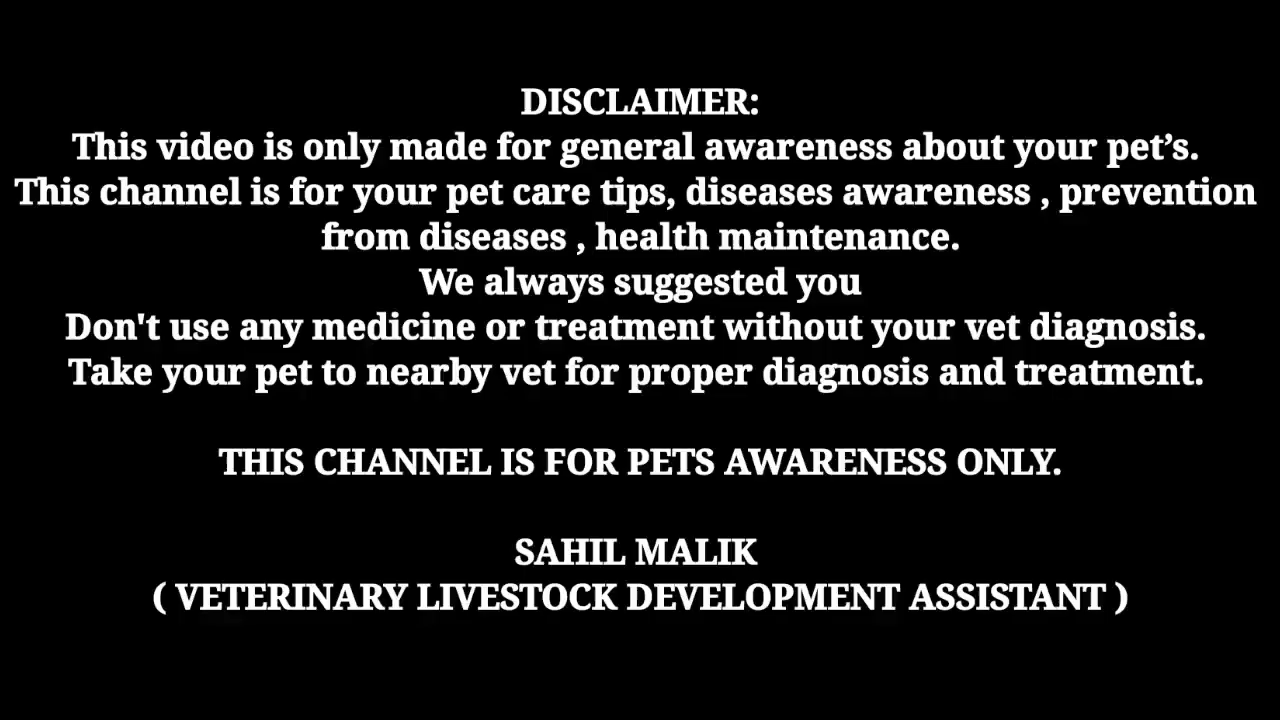 DISCLAIMER:
This video is only made for general awareness about your pet’s.
This channel is for your pet care tips, diseases awareness , prevention
from diseases , health maintenance.
We always suggested you
Don't use any medicine or treatment without your vet diagnosis.
Take your pet to nearby vet for proper diagnosis and treatment.
THIS CHANNEL IS FOR PETS AWARENESS ONLY.
SAHIL MALIK
( VETERINARY LIVESTOCK DEVELOPMENT ASSISTANT )